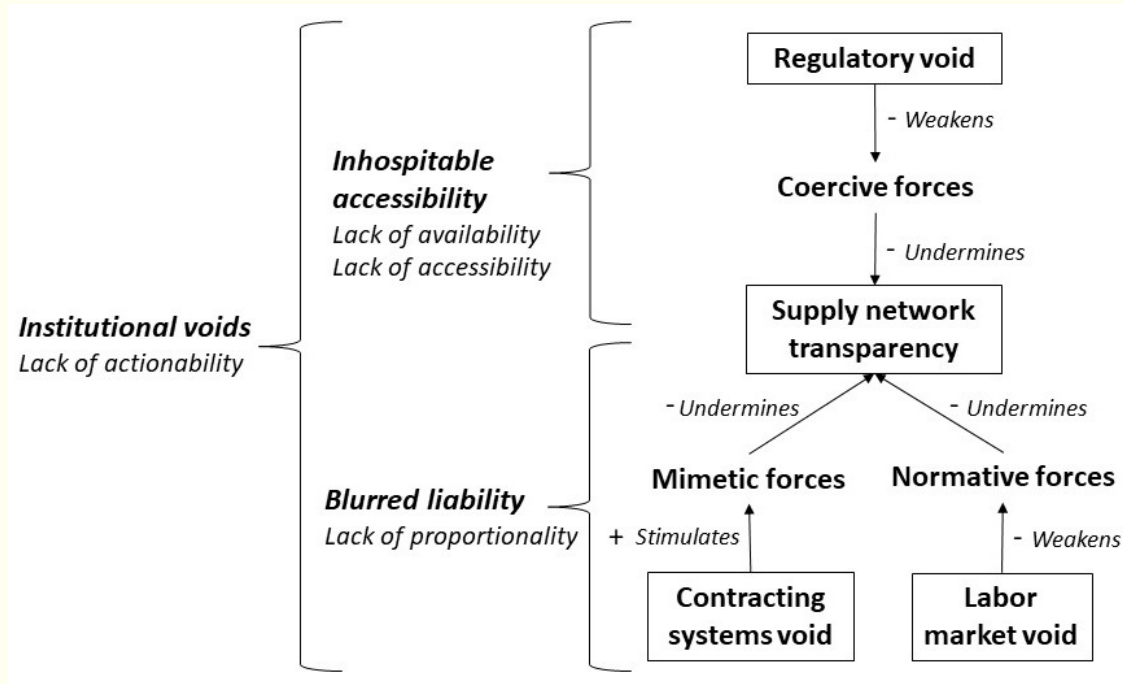 Regulatory void
- Weakens
Coercive forces
- Undermines
Supply network
transparency
Inhospitable
accessibility
Lack of availability
Lack of accessibility
Institutional voids
Lack of actionability
Blurred liability
Lack of proportionality
- Undermines
- Undermines
Mimetic forces
Normative forces
+ Stimulates
- Weakens
Contracting
systems void
Labor
market void